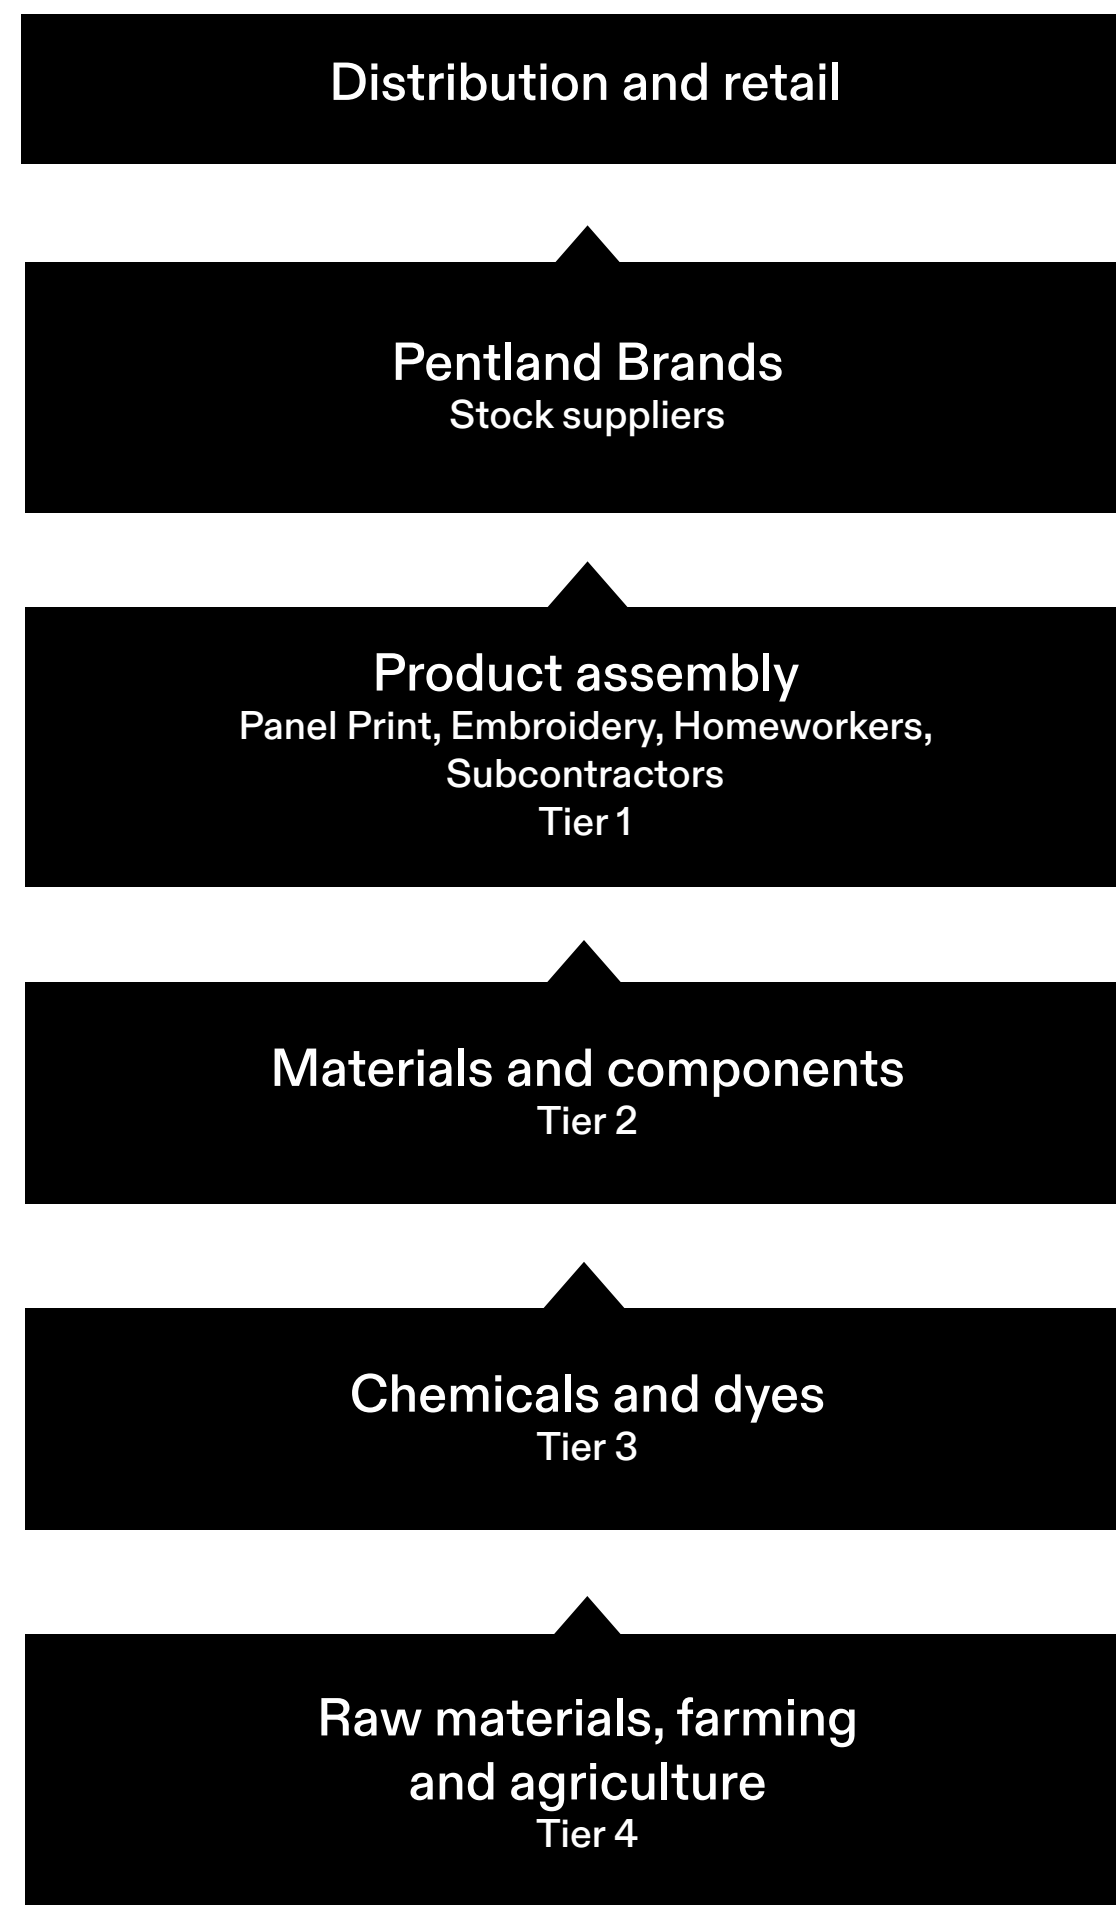 Distribution and retail
Pentland Brands
Stock suppliers
Product assembly
Panel Print, Embroidery, Homeworkers,
Subcontractors
Tier 1
Materials and components
Tier 2
Chemicals and dyes
Tier 3
Raw materials, farming
and agriculture
Tier 4